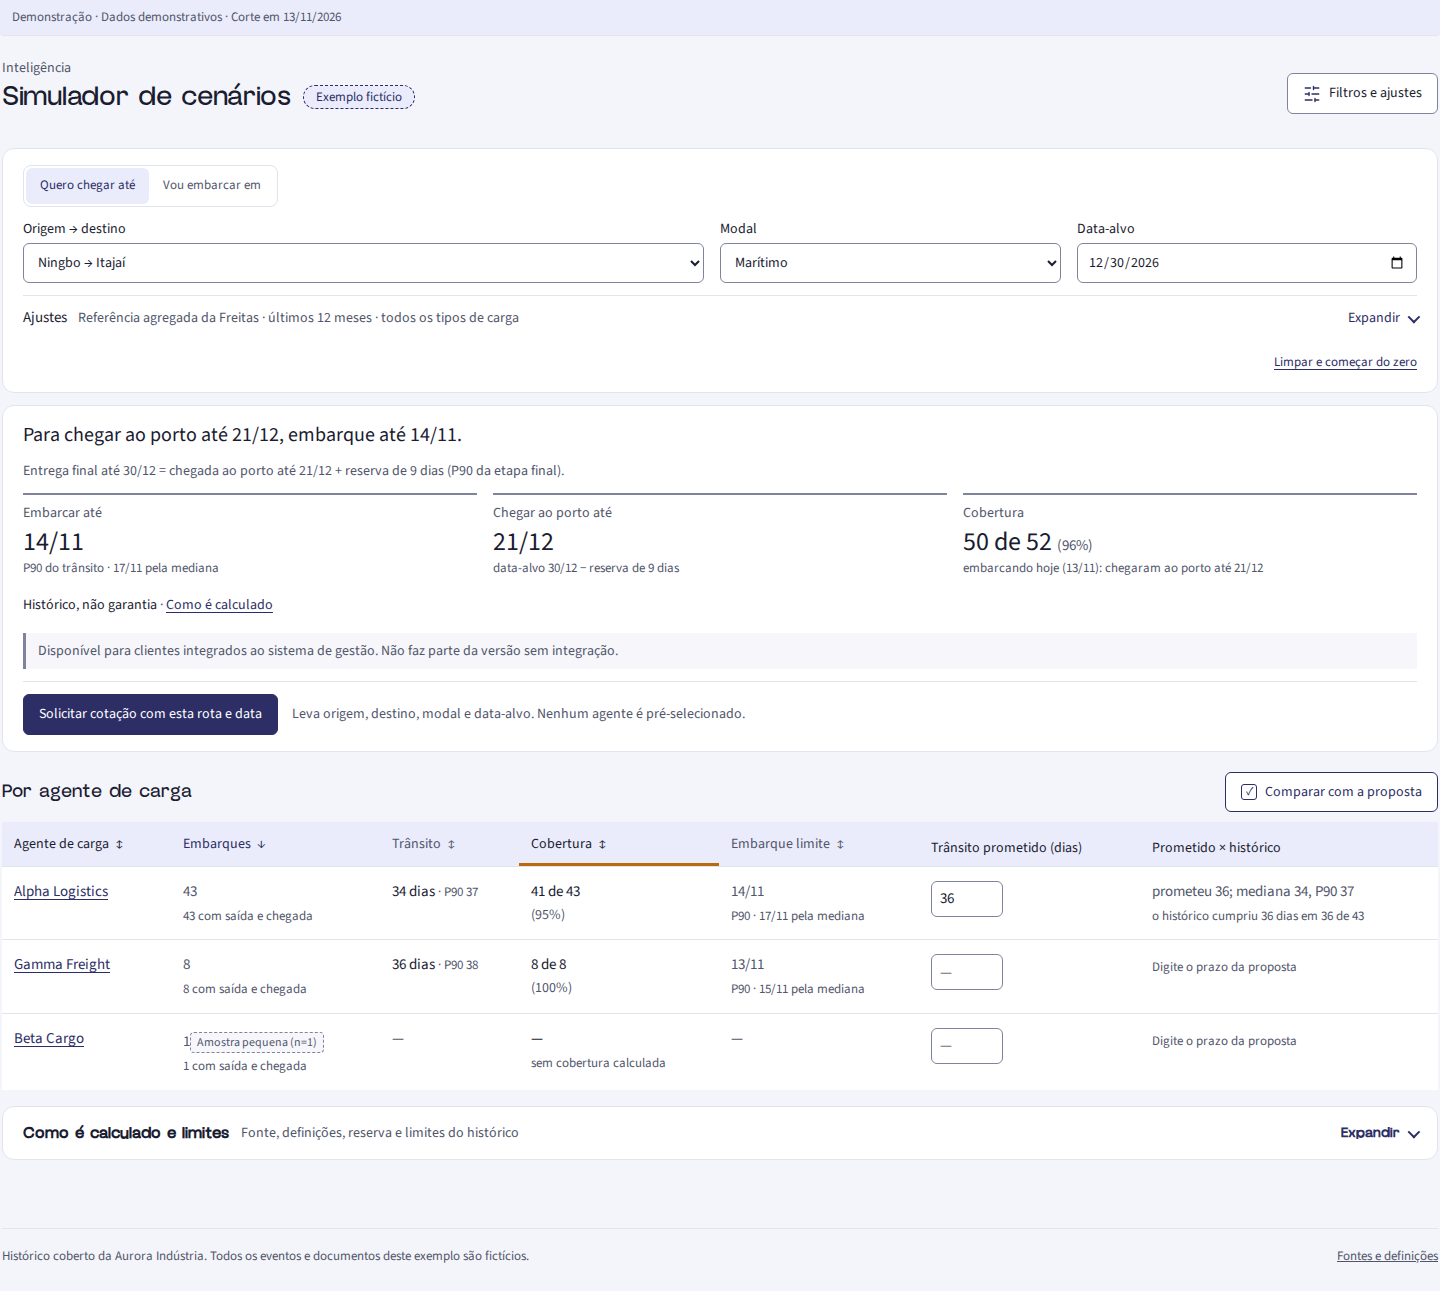 Demonstração · Dados demonstrativos · Corte em 13/11/2026
Inteligência
Simulador de cenários
Exemplo fictício
Filtros e ajustes
Quero chegar até
Vou embarcar em
Origem → destino
Modal
Data-alvo
Ningbo → Itajaí
Marítimo
12/30/2026
Ajustes Referência agregada da Freitas · últimos 12 meses · todos os tipos de carga
Expandir
Limpar e começar do zero
Para chegar ao porto até 21/12, embarque até 14/11.
Entrega final até 30/12 = chegada ao porto até 21/12 + reserva de 9 dias (P90 da etapa final).
Embarcar até
14/11
P90 do trânsito · 17/11 pela mediana
Chegar ao porto até
21/12
data-alvo 30/12 − reserva de 9 dias
Cobertura
50 de 52 (96%)
embarcando hoje (13/11): chegaram ao porto até 21/12
Histórico, não garantia · Como é calculado
Disponível para clientes integrados ao sistema de gestão. Não faz parte da versão sem integração.
Solicitar cotação com esta rota e data
Leva origem, destino, modal e data-alvo. Nenhum agente é pré-selecionado.
Por agente de carga
Comparar com a proposta
Agente de carga ↕ Embarques ↓ Trânsito ↕ Cobertura ↕ Embarque limite ↕ Trânsito prometido (dias) Prometido × histórico
Alpha Logistics 43 34 dias · P90 37 41 de 43 14/11 36 prometeu 36; mediana 34, P90 37
43 com saída e chegada (95%) P90 · 17/11 pela mediana o histórico cumpriu 36 dias em 36 de 43
Gamma Freight 8 36 dias · P90 38 8 de 8 13/11 — Digite o prazo da proposta
8 com saída e chegada (100%) P90 · 15/11 pela mediana
Beta Cargo 1 Amostra pequena (n=1) — — — — Digite o prazo da proposta
1 com saída e chegada sem cobertura calculada
Como é calculado e limites Fonte, definições, reserva e limites do histórico
Expandir
Histórico coberto da Aurora Indústria. Todos os eventos e documentos deste exemplo são fictícios.
Fontes e definições